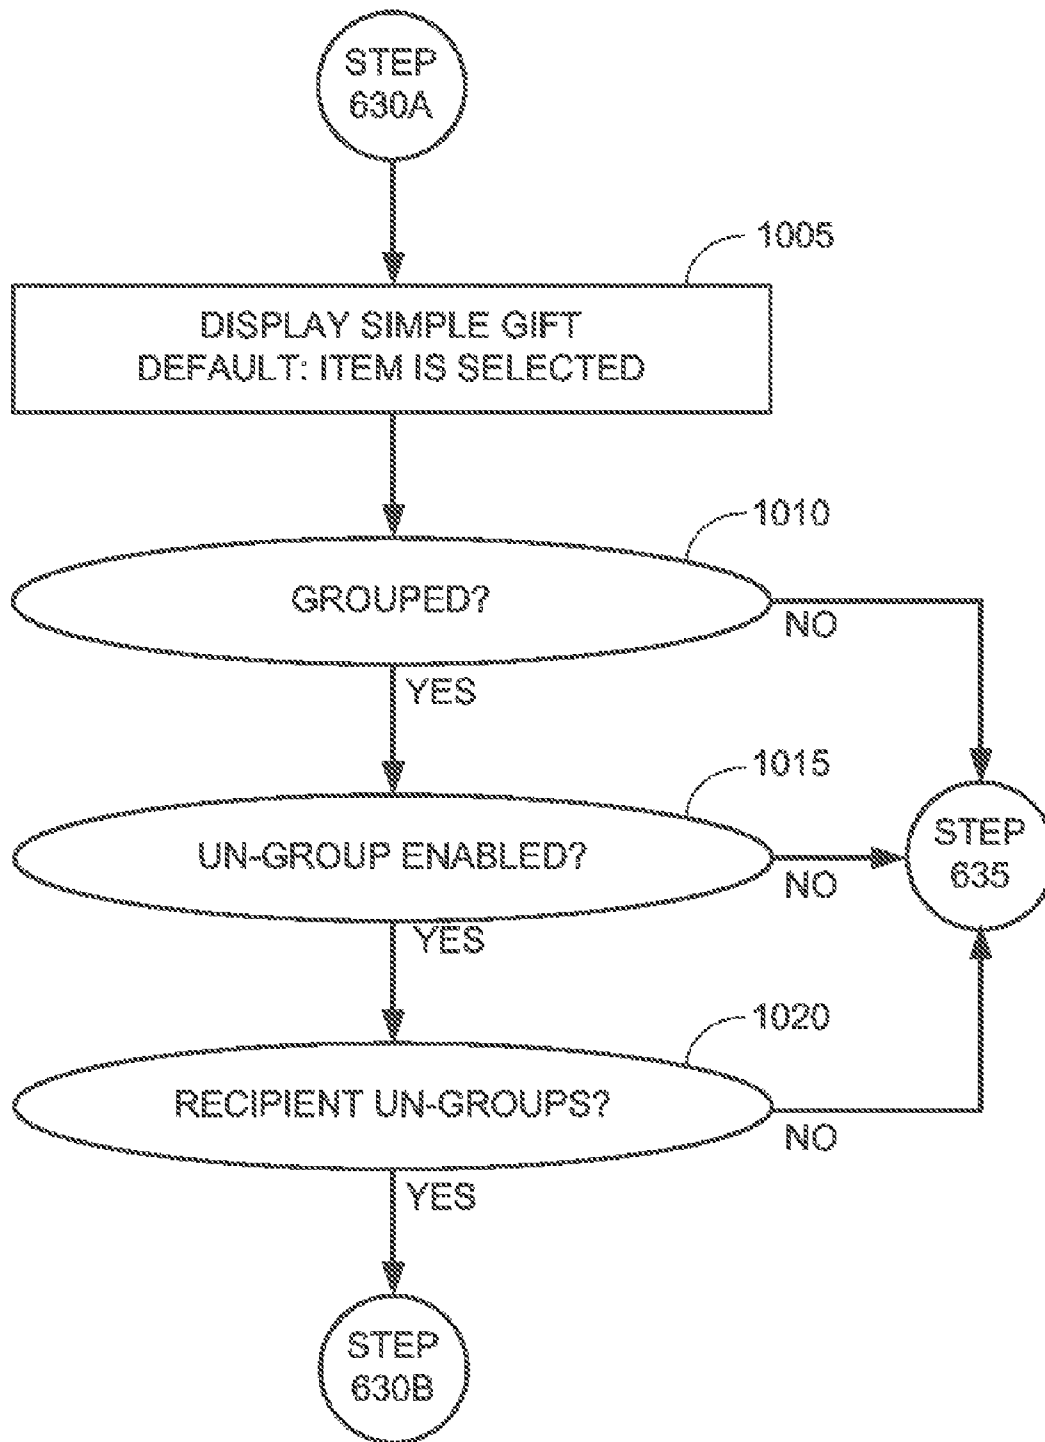 STEP
630A
1005
DISPLAY SIMPLE GIFT
DEFAULT: ITEM IS SELECTED
1010
GROUPED?
NO
YES
1015
UN-GROUP ENABLED?
STEP
635
NO
YES
1020
RECIPIENT UN-GROUPS?
NO
YES
STEP
630B